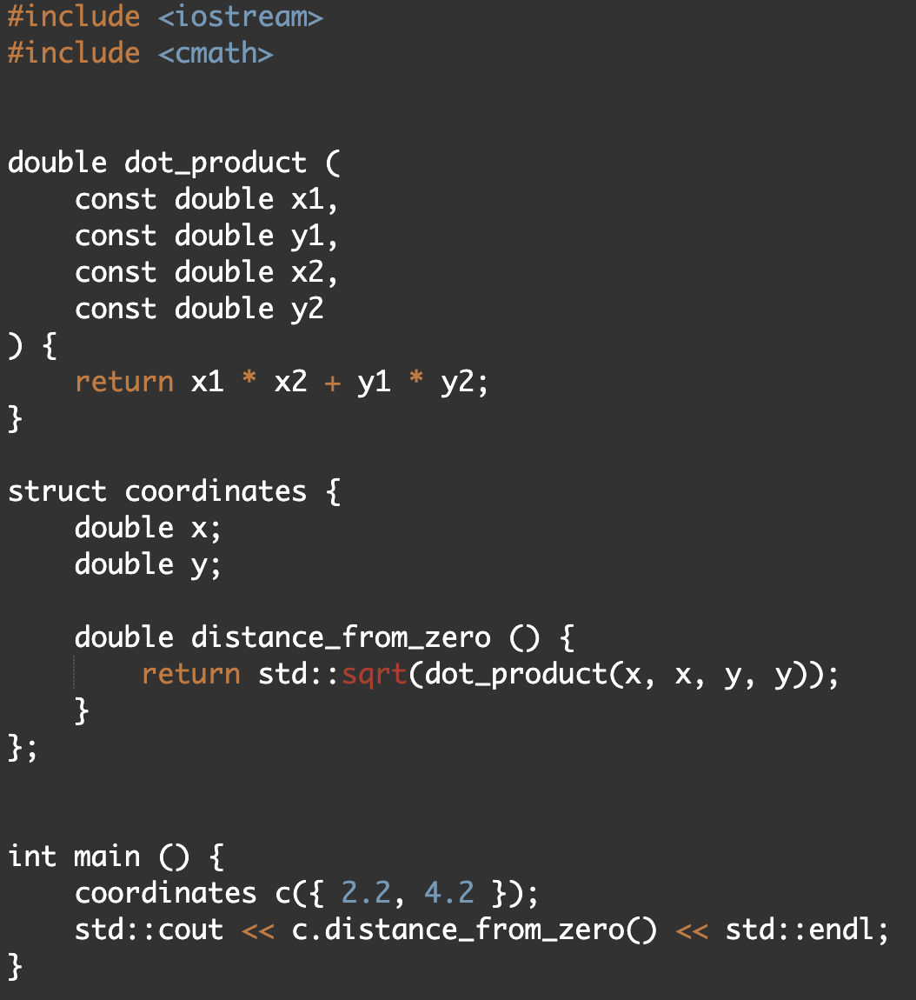 #include <iostream>
#include <cmath>
double dot_product (
    const double x1,
    const double y1,
    const double x2,
    const double y2
) {
    return x1 * x2 + y1 * y2;
}
struct coordinates {
    double x;
    double y;
    double distance_from_zero () {
        return std::sqrt(dot_product(x, x, y, y));
    }
};
int main () {
    coordinates c({ 2.2, 4.2 });
    std::cout << c.distance_from_zero() << std::endl;
}